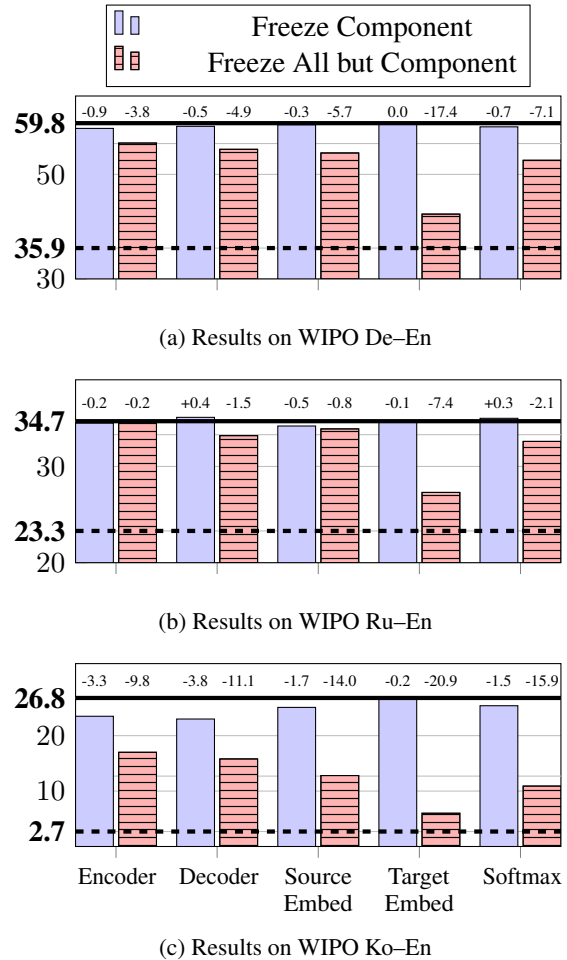 Freeze Component
Freeze All but Component
-0.9 -3.8 -0.5 -4.9 -0.3 -5.7 0.0 -17.4 -0.7 -7.1
59.8
50
35.9
30
(a) Results on WIPO De–En
-0.2 -0.2 +0.4 -1.5 -0.5 -0.8 -0.1 -7.4 +0.3 -2.1
34.7
30
23.3
20
(b) Results on WIPO Ru–En
-3.3 -9.8 -3.8 -11.1 -1.7 -14.0 -0.2 -20.9 -1.5 -15.9
26.8
20
10
2.7
Encoder Decoder Source Target Softmax
Embed Embed
(c) Results on WIPO Ko–En